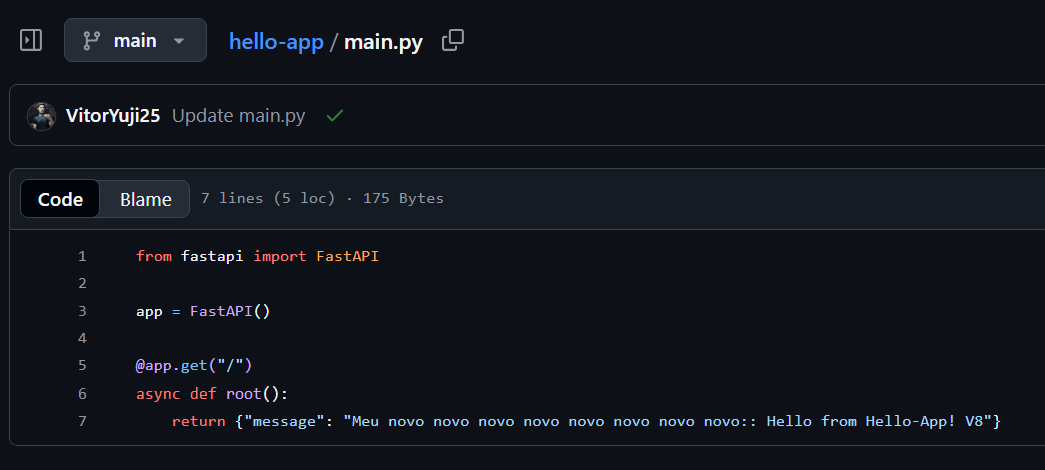 main
hello-app / main.py
VitorYuji25 Update main.py
Code Blame 7 lines (5 loc) · 175 Bytes
1 from fastapi import FastAPI
2
3 app = FastAPI()
4
5 @app.get("/")
6 async def root():
7     return {"message": "Meu novo novo novo novo novo novo novo novo:: Hello from Hello-App! V8"}